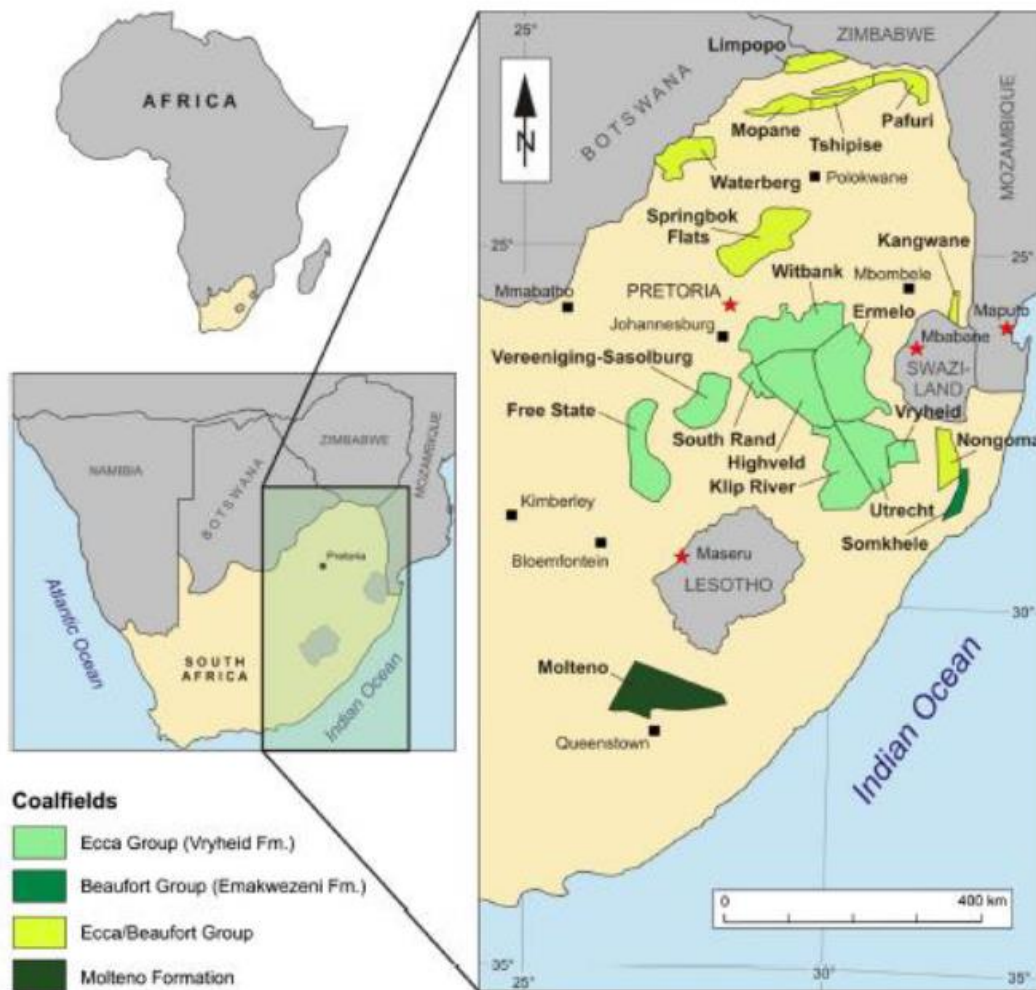 AFRICA
NAMIBIA
BOTSWANA
ZIMBABWE
MOZAMBIQUE
Pretoria
Atlantic Ocean
SOUTH
AFRICA
Indian Ocean
Coalfields
Ecca Group (Vryheid Fm.)
Beaufort Group (Emakwezeni Fm.)
Ecca/Beaufort Group
Molteno Formation
25°
30°
ZIMBABWE
Limpopo
N
BOTSWANA
MOZAMBIQUE
Mopane
Tshipise
Pafuri
Waterberg
Polokwane
Springbok
Flats
25°
25°
Kangwane
Witbank
Mbombele
Mmabatho
PRETORIA
Ermelo
Maputo
Johannesburg
Mbabane
Vereeniging-Sasolburg
SWAZI-
LAND
Free State
Vryheid
South Rand
Nongoma
Highveld
Klip River
Kimberley
Utrecht
Somkhele
Bloemfontein
Maseru
LESOTHO
30°
Molteno
Queenstown
Indian Ocean
0
400 km
35°
25°
30°
35°